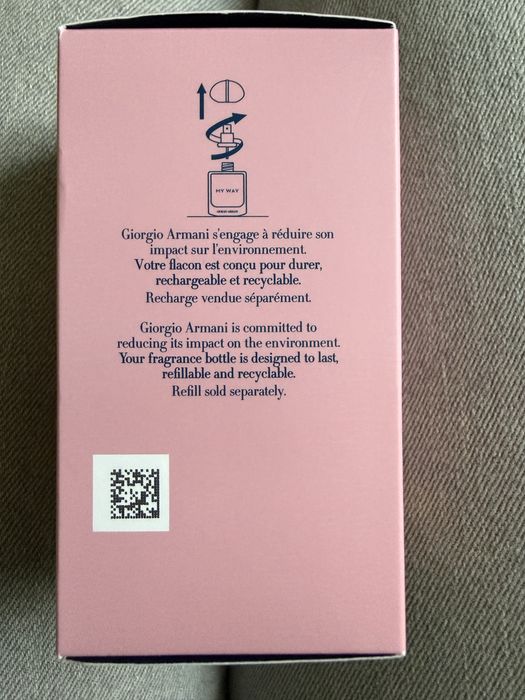 MY WAY
GIORGIO ARMANI
Giorgio Armani s'engage à réduire son
impact sur l'environnement.
Votre flacon est conçu pour durer,
rechargeable et recyclable.
Recharge vendue séparément.
Giorgio Armani is committed to
reducing its impact on the environment.
Your fragrance bottle is designed to last,
refillable and recyclable.
Refill sold separately.